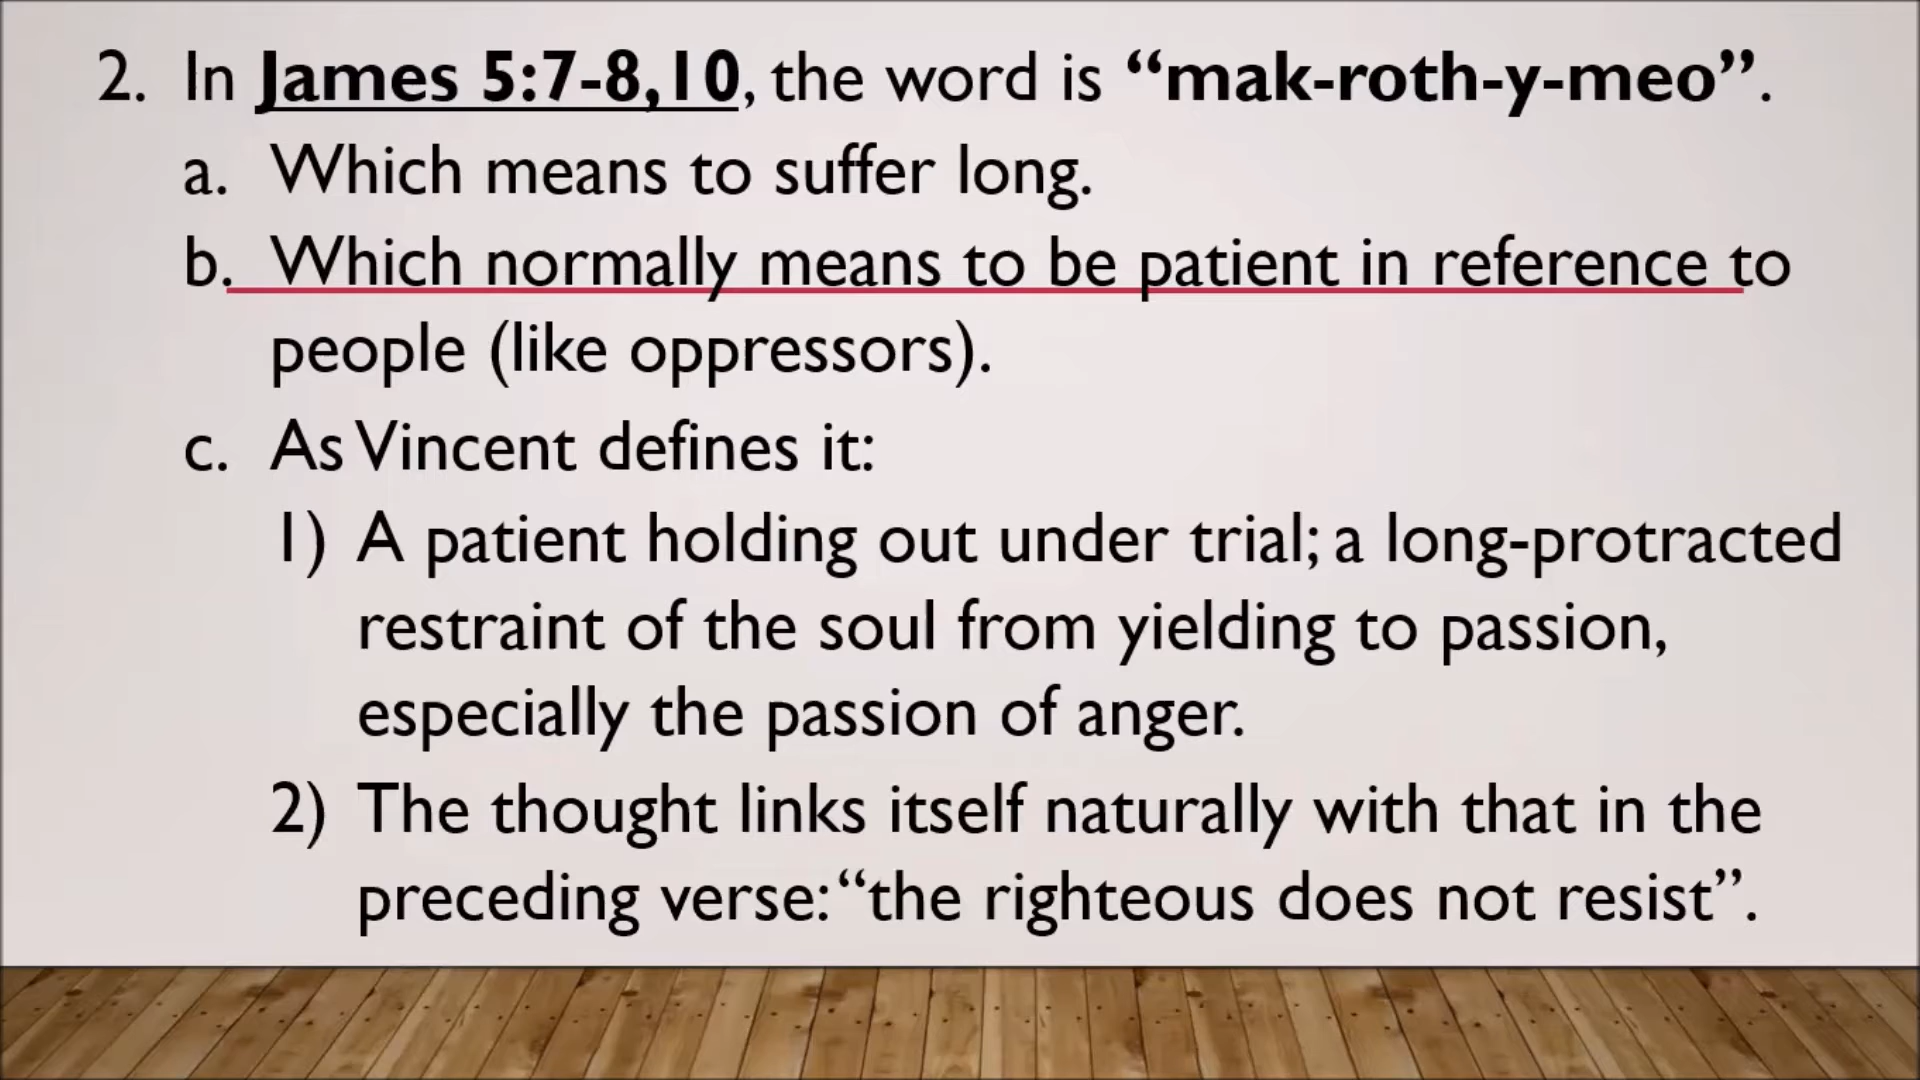 2. In James 5:7-8,10, the word is “mak-roth-y-meo”.
a. Which means to suffer long.
b. Which normally means to be patient in reference to
people (like oppressors).
c. As Vincent defines it:
1) A patient holding out under trial; a long-protracted
restraint of the soul from yielding to passion,
especially the passion of anger.
2) The thought links itself naturally with that in the
preceding verse: “the righteous does not resist”.